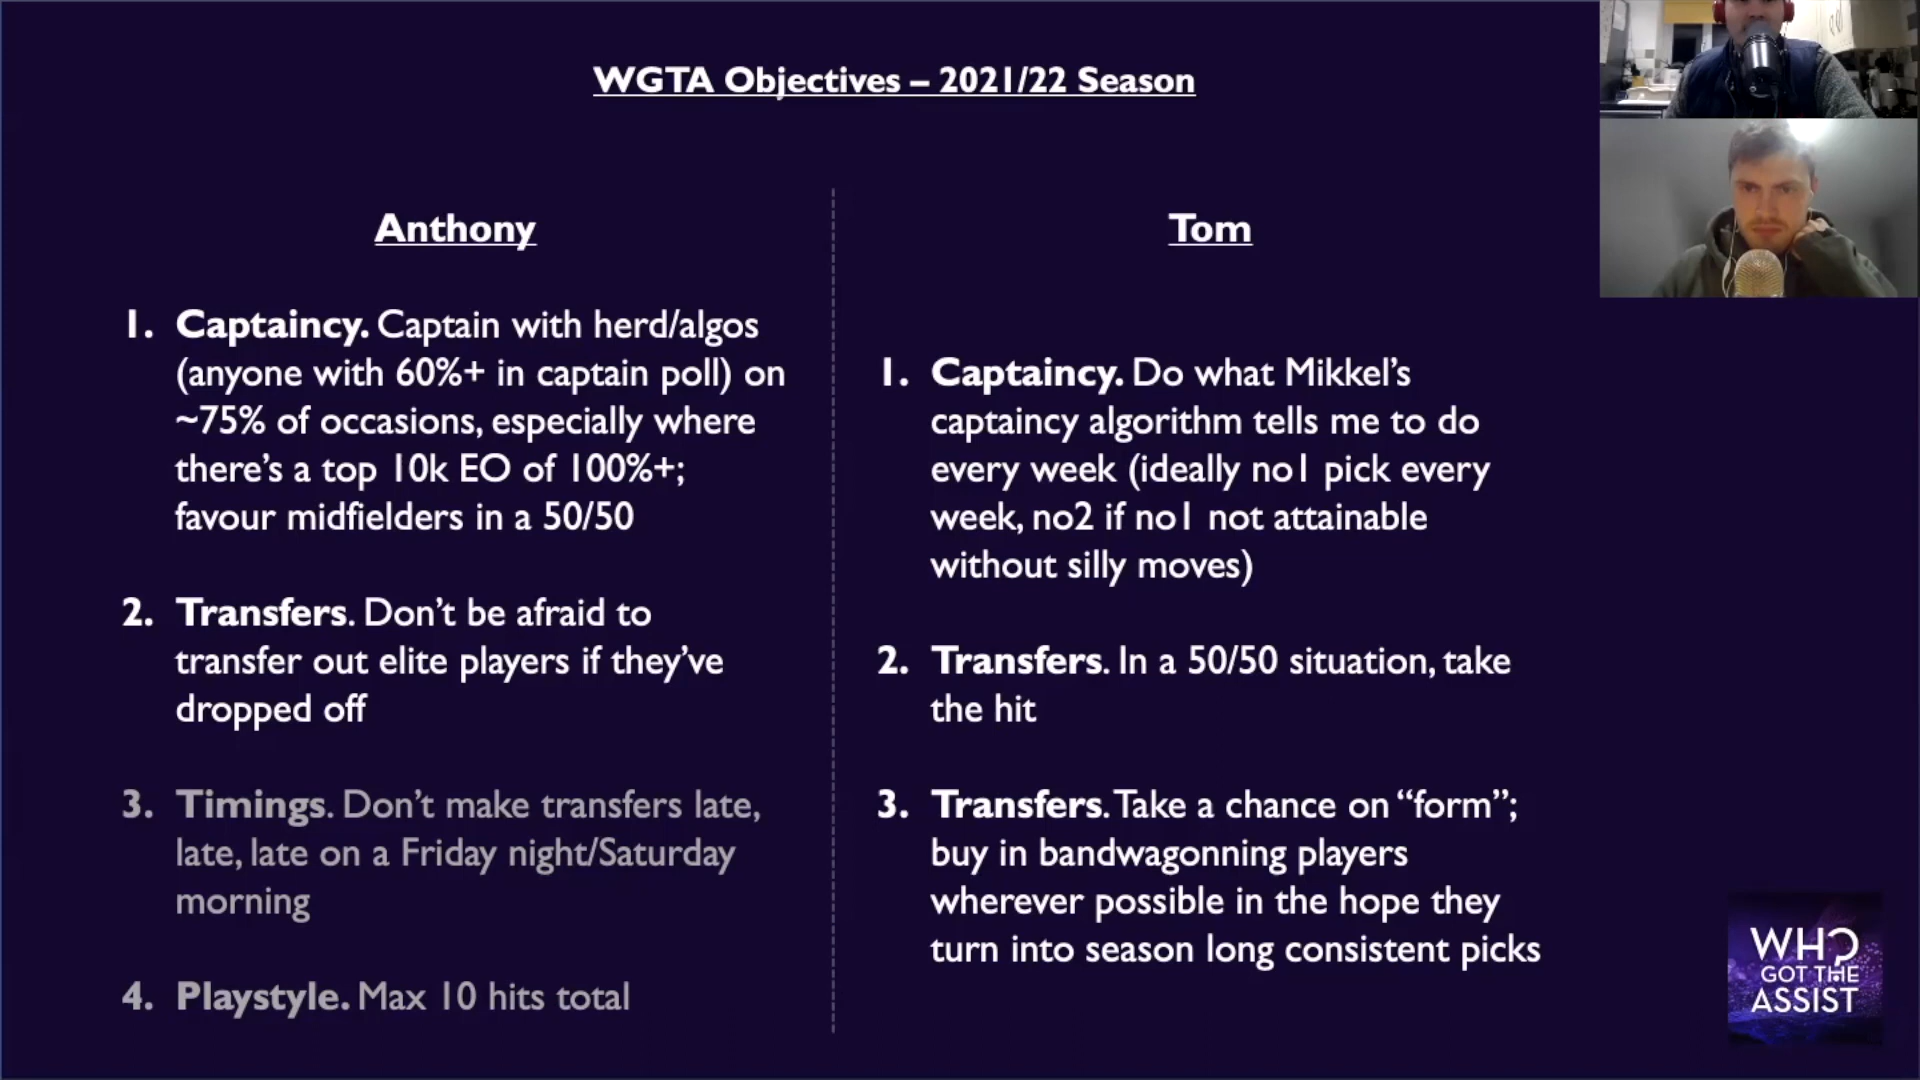 WGTA Objectives – 2021/22 Season
Anthony
1. Captaincy. Captain with herd/algos
(anyone with 60%+ in captain poll) on
~75% of occasions, especially where
there’s a top 10k EO of 100%+;
favour midfielders in a 50/50
2. Transfers. Don’t be afraid to
transfer out elite players if they’ve
dropped off
3. Timings. Don’t make transfers late,
late, late on a Friday night/Saturday
morning
4. Playstyle. Max 10 hits total
Tom
1. Captaincy. Do what Mikkel’s
captaincy algorithm tells me to do
every week (ideally no1 pick every
week, no2 if no1 not attainable
without silly moves)
2. Transfers. In a 50/50 situation, take
the hit
3. Transfers. Take a chance on “form”;
buy in bandwagonning players
wherever possible in the hope they
turn into season long consistent picks
WHO
GOT THE
ASSIST